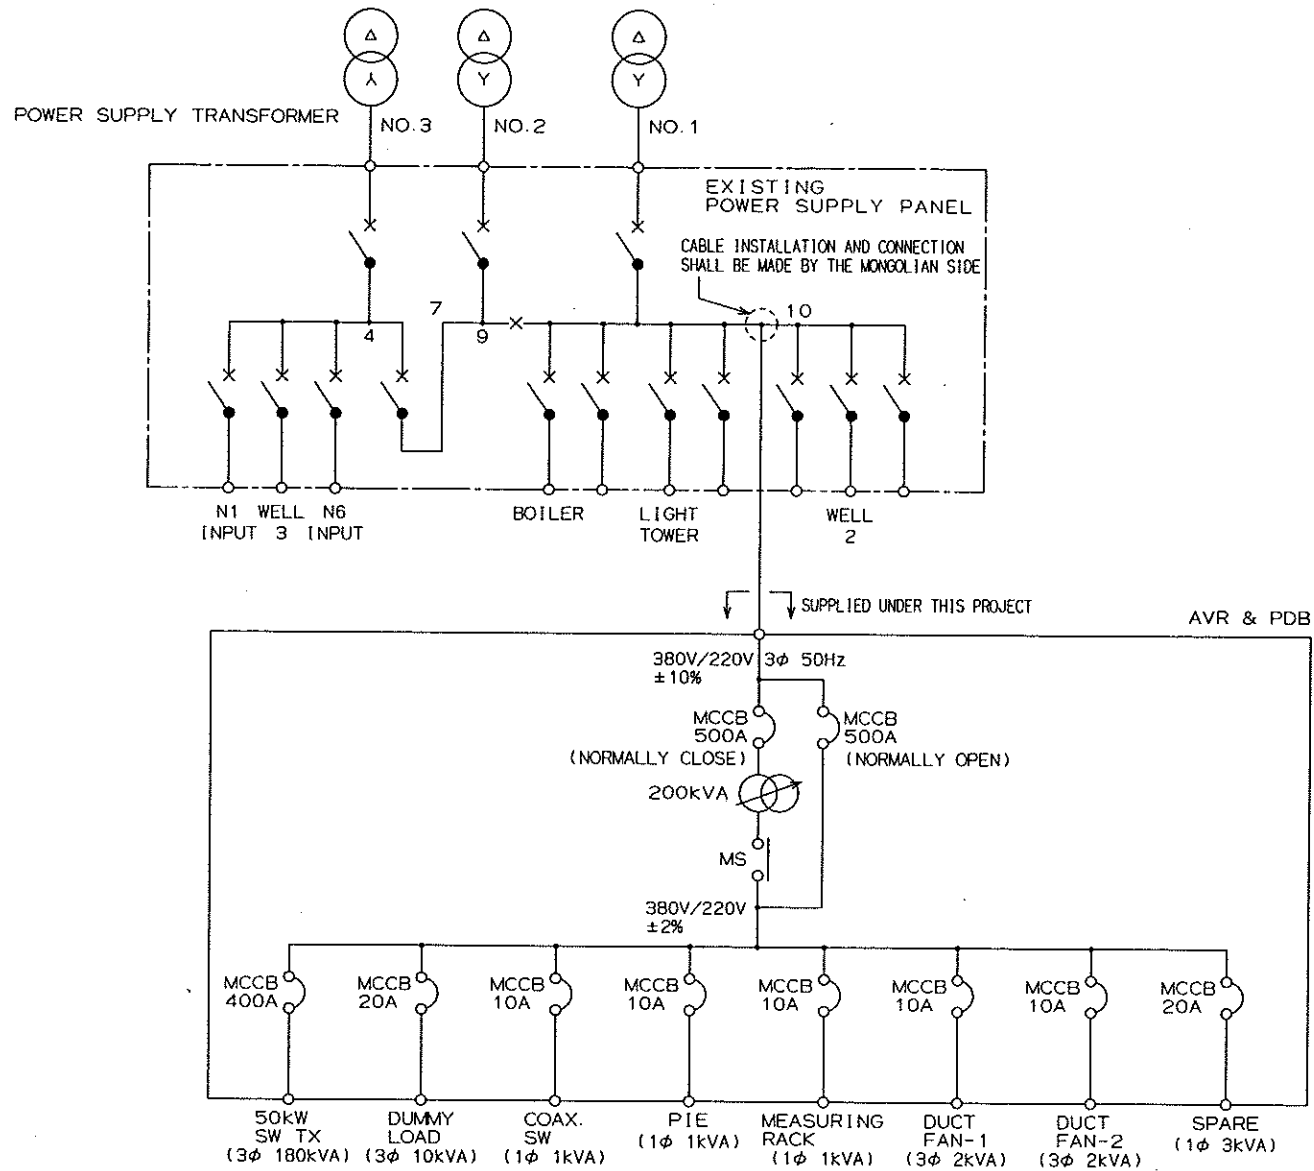 Δ Δ Δ
Y Y Y
POWER SUPPLY TRANSFORMER
NO.3
NO.2
NO.1
EXISTING
POWER SUPPLY PANEL
CABLE INSTALLATION AND CONNECTION
SHALL BE MADE BY THE MONGOLIAN SIDE
4
7
9
10
N1
INPUT
WELL
3
N6
INPUT
BOILER
LIGHT
TOWER
WELL
2
SUPPLIED UNDER THIS PROJECT
AVR & PDB
380V/220V 3φ 50Hz
±10%
MCCB
500A
(NORMALLY CLOSE)
MCCB
500A
(NORMALLY OPEN)
200kVA
MS
380V/220V
±2%
MCCB
400A
MCCB
20A
MCCB
10A
MCCB
10A
MCCB
10A
MCCB
10A
MCCB
10A
MCCB
20A
50kW
SW TX
(3φ 180kVA)
DUMMY
LOAD
(3φ 10kVA)
COAX.
SW
(1φ 1kVA)
PIE
(1φ 1kVA)
MEASURING
RACK
(1φ 1kVA)
DUCT
FAN-1
(3φ 2kVA)
DUCT
FAN-2
(3φ 2kVA)
SPARE
(1φ 3kVA)